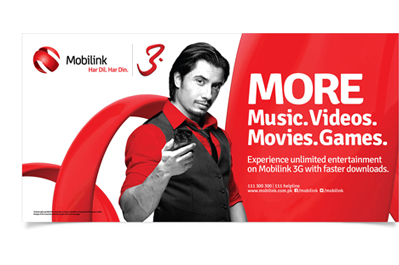 Mobilink
Har Dil. Har Din.
3
MORE
Music.Videos.
Movies.Games.
Experience unlimited entertainment
on Mobilink 3G with faster downloads.
111 300 300 | 111 helpline
www.mobilink.com.pk /mobilink /mobilink